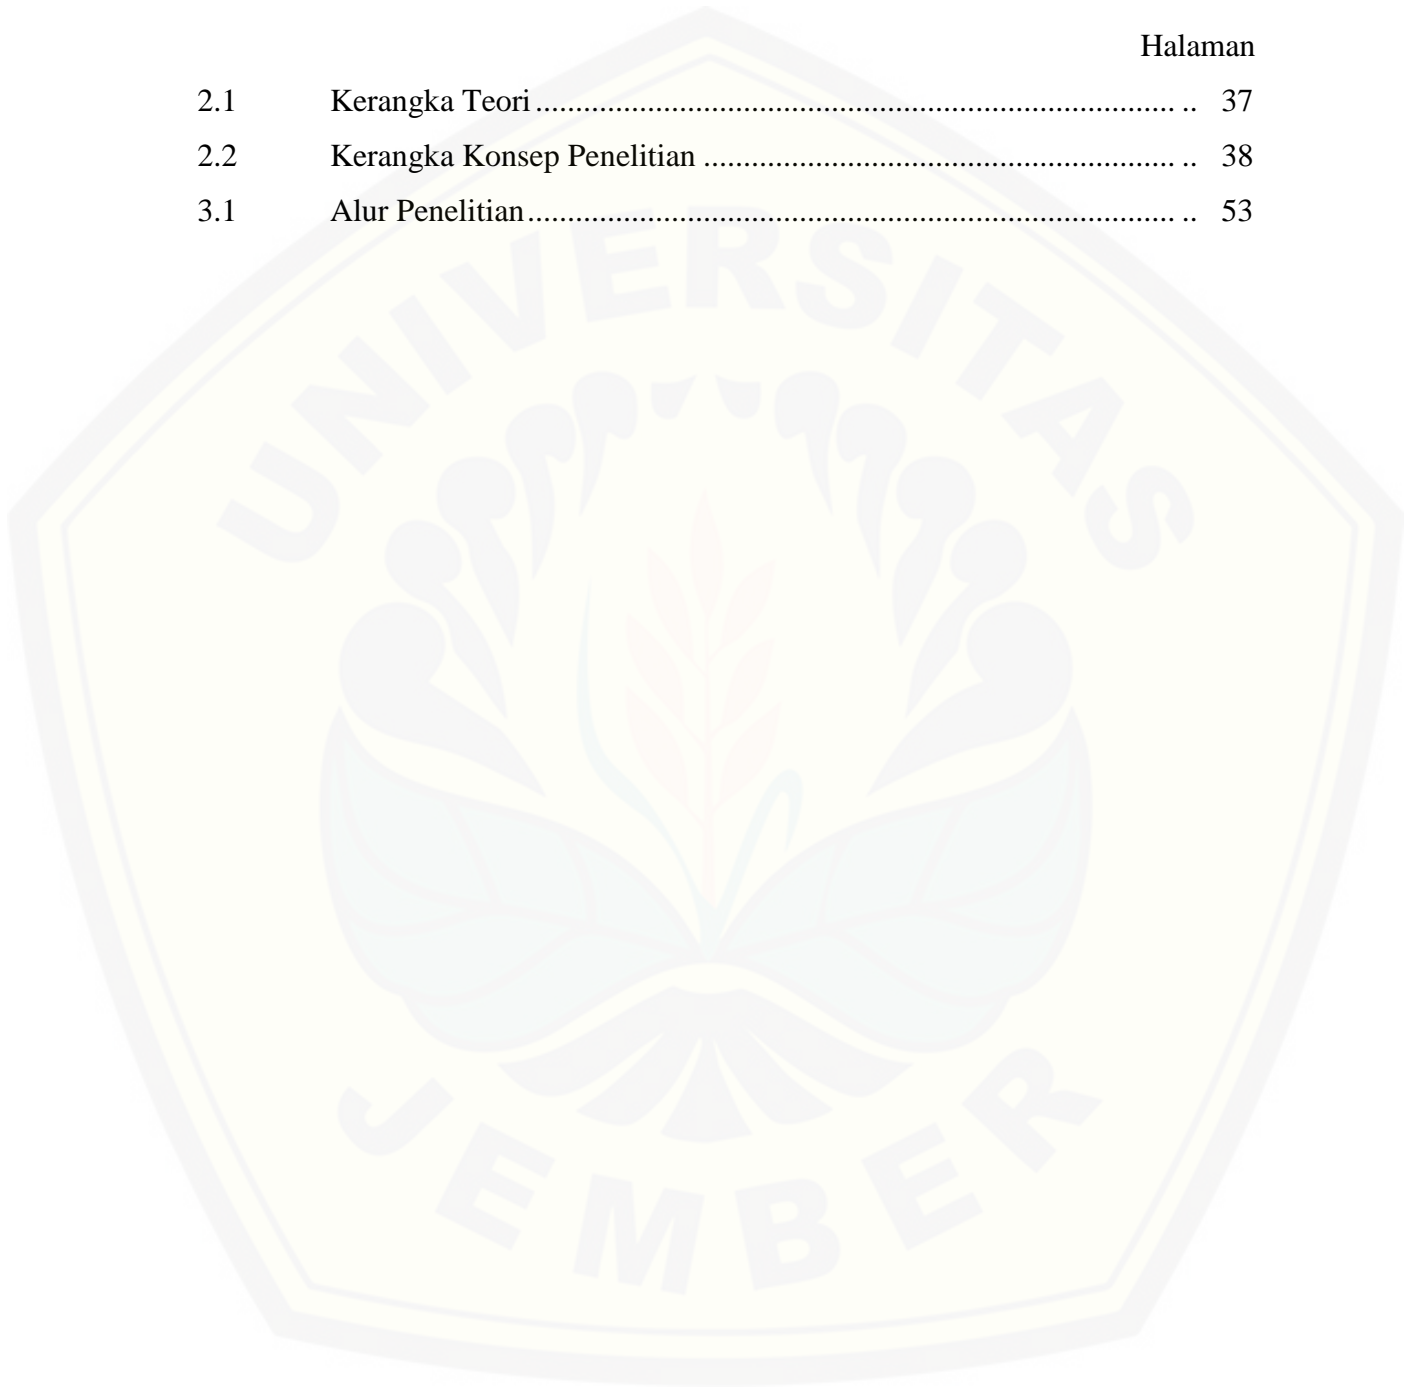 Halaman
2.1 Kerangka Teori ................................................................................ .. 37
2.2 Kerangka Konsep Penelitian ........................................................... .. 38
3.1 Alur Penelitian ................................................................................. .. 53
UNIVERSITAS
JEMBER